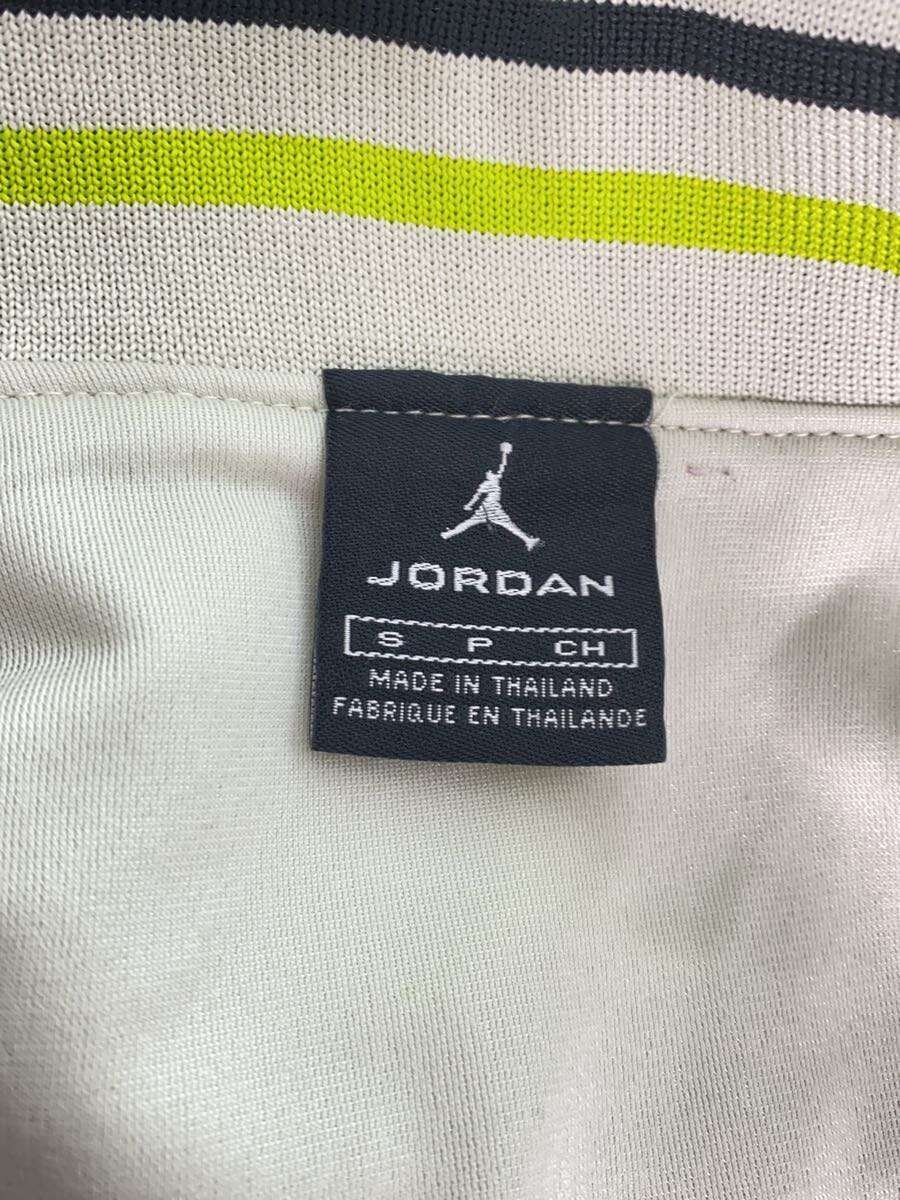 JORDAN
S P CH
MADE IN THAILAND
FABRIQUE EN THAILANDE